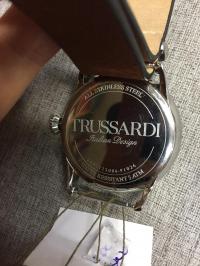 ALL STAINLESS STEEL
TRUSSARDI
Italian Design
RESISTANT 5 ATM